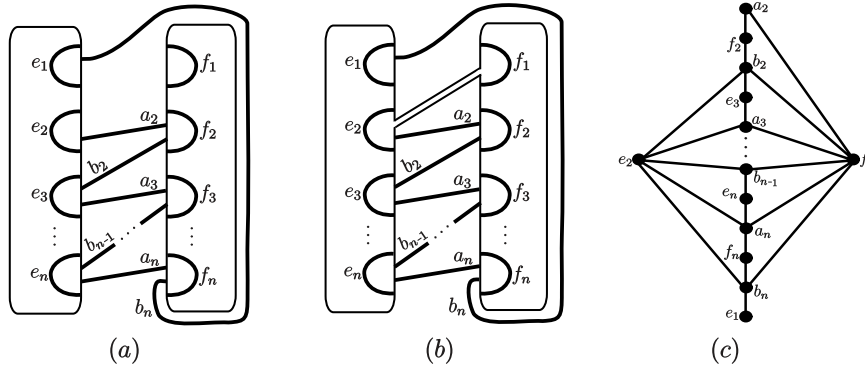 e₁ f₁
e₂ a₂ f₂
b₂
e₃ a₃ f₃
⋮ bₙ₋₁ ⋯ ⋮
eₙ aₙ fₙ
bₙ
(a)
e₁ f₁
e₂ a₂ f₂
b₂
e₃ a₃ f₃
⋮ bₙ₋₁ ⋯ ⋮
eₙ aₙ fₙ
bₙ
(b)
a₂
f₂
b₂
e₃
a₃
e₂ ⋮ f
bₙ₋₁
eₙ
aₙ
fₙ
bₙ
e₁
(c)